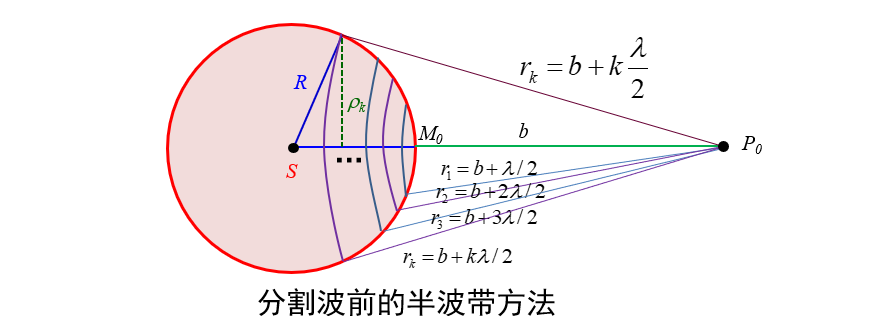 r_k = b + k λ/2
R
ρ_k
M_0
b
P_0
S
...
r_1 = b + λ/2
r_2 = b + 2λ/2
r_3 = b + 3λ/2
r_k = b + kλ/2
分割波前的半波带方法